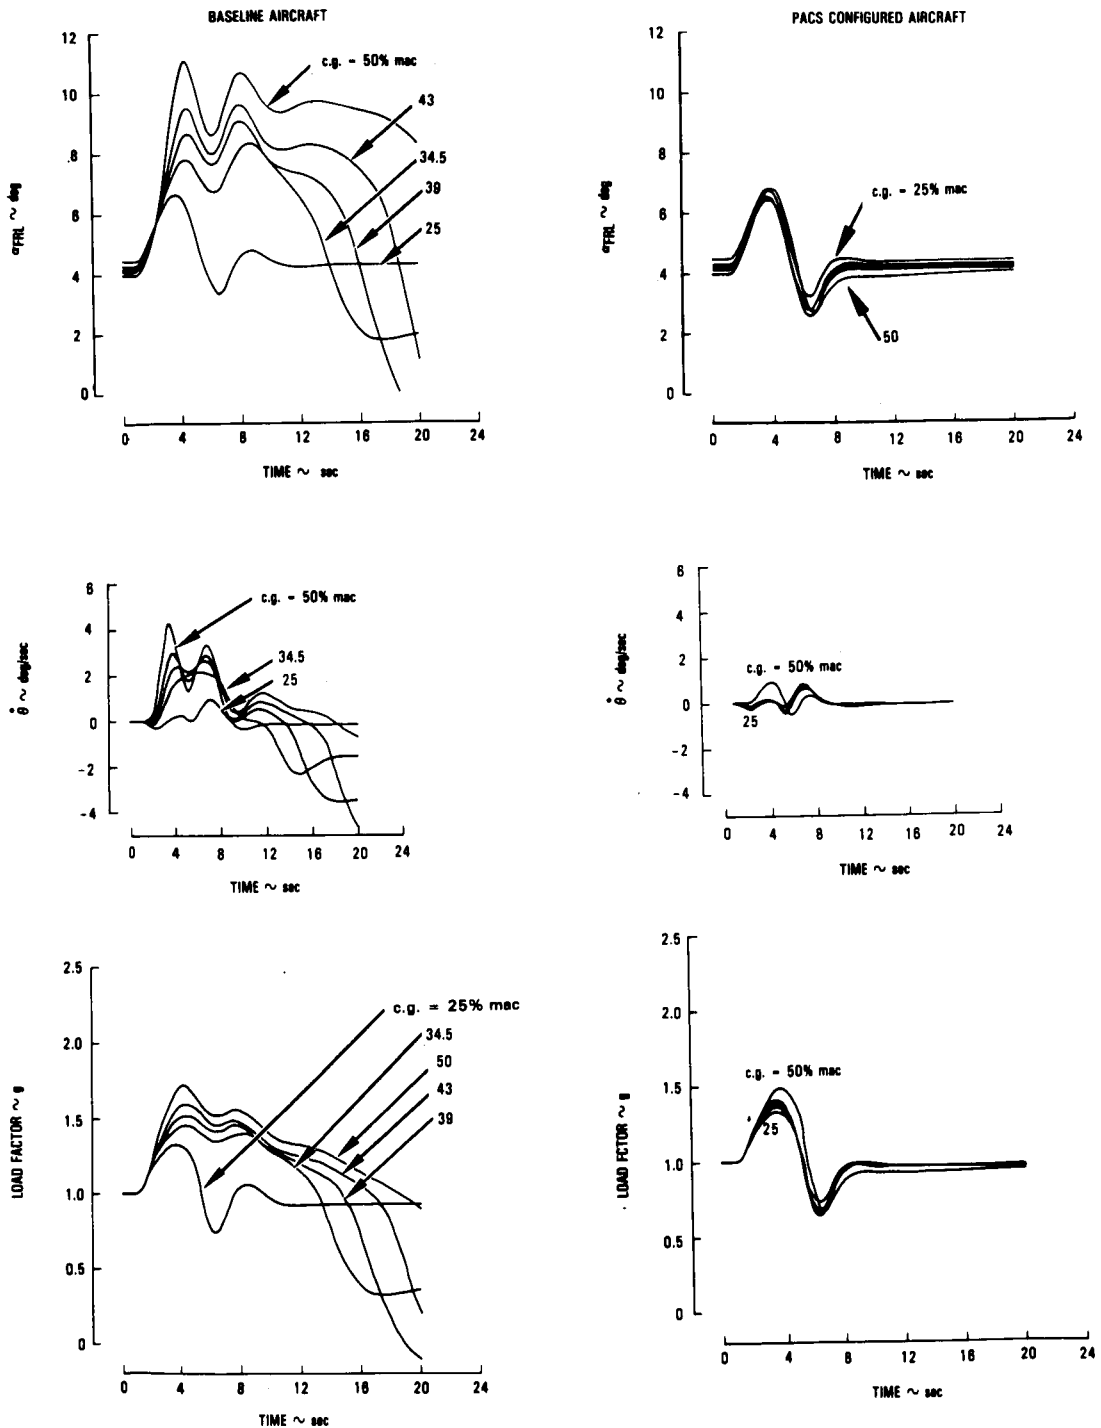 BASELINE AIRCRAFT
12
10
8
6
4
2
0
αFRL ~ deg
c.g. = 50% mac
43
34.5
39
25
0 4 8 12 16 20 24
TIME ~ sec
PACS CONFIGURED AIRCRAFT
12
10
8
6
4
2
0
αFRL ~ deg
c.g. = 25% mac
50
0 4 8 12 16 20 24
TIME ~ sec
6
4
2
0
-2
-4
θ̇ ~ deg/sec
c.g. = 50% mac
34.5
25
0 4 8 12 16 20 24
TIME ~ sec
6
4
2
0
-2
-4
θ̇ ~ deg/sec
c.g. = 50% mac
25
0 4 8 12 16 20 24
TIME ~ sec
2.5
2.0
1.5
1.0
0.5
0
LOAD FACTOR ~ g
c.g. = 25% mac
34.5
50
43
39
0 4 8 12 16 20 24
TIME ~ sec
2.5
2.0
1.5
1.0
0.5
0
LOAD FCTOR ~ g
c.g. = 50% mac
25
0 4 8 12 16 20 24
TIME ~ sec